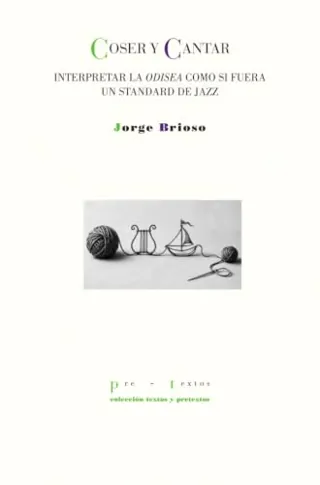 COSER Y CANTAR
INTERPRETAR LA ODISEA COMO SI FUERA
UN STANDARD DE JAZZ
Jorge Brioso
Pre - Textos
colección textos y pretextos